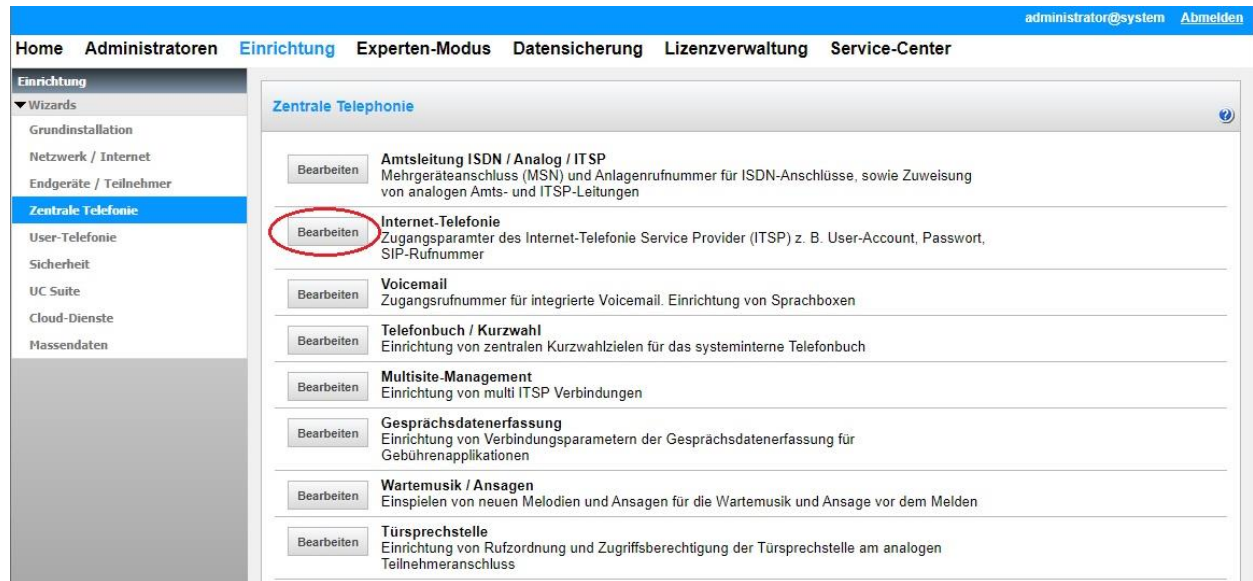 administrator@system Abmelden
Home Administratoren Einrichtung Experten-Modus Datensicherung Lizenzverwaltung Service-Center
Einrichtung
Wizards
Grundinstallation
Netzwerk / Internet
Endgeräte / Teilnehmer
Zentrale Telefonie
User-Telefonie
Sicherheit
UC Suite
Cloud-Dienste
Massendaten
Zentrale Telephonie
Bearbeiten
Amtsleitung ISDN / Analog / ITSP
Mehrgeräteanschluss (MSN) und Anlagenrufnummer für ISDN-Anschlüsse, sowie Zuweisung
von analogen Amts- und ITSP-Leitungen
Bearbeiten
Internet-Telefonie
Zugangsparamter des Internet-Telefonie Service Provider (ITSP) z. B. User-Account, Passwort,
SIP-Rufnummer
Bearbeiten
Voicemail
Zugangsrufnummer für integrierte Voicemail. Einrichtung von Sprachboxen
Bearbeiten
Telefonbuch / Kurzwahl
Einrichtung von zentralen Kurzwahlzielen für das systeminterne Telefonbuch
Bearbeiten
Multisite-Management
Einrichtung von multi ITSP Verbindungen
Bearbeiten
Gesprächsdatenerfassung
Einrichtung von Verbindungsparametern der Gesprächsdatenerfassung für
Gebührenapplikationen
Bearbeiten
Wartemusik / Ansagen
Einspielen von neuen Melodien und Ansagen für die Wartemusik und Ansage vor dem Melden
Bearbeiten
Türsprechstelle
Einrichtung von Rufzordnung und Zugriffsberechtigung der Türsprechstelle am analogen
Teilnehmeranschluss